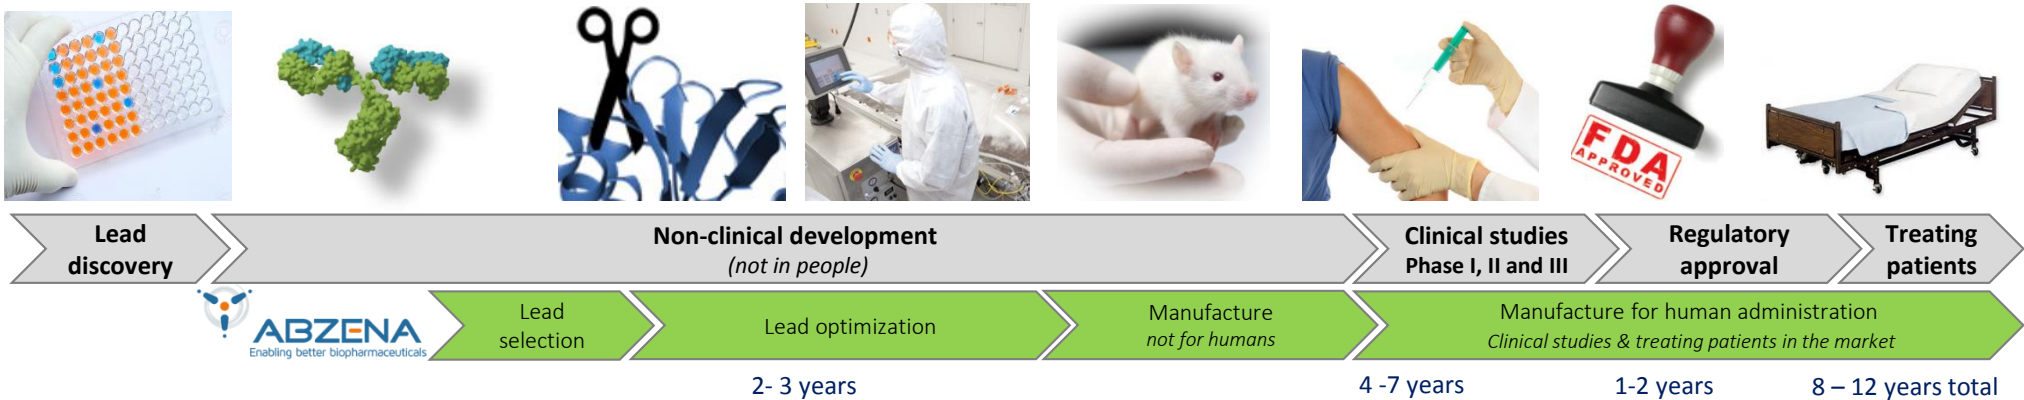 FDA
APPROVED
Lead
discovery
Non-clinical development
(not in people)
Clinical studies
Phase I, II and III
Regulatory
approval
Treating
patients
ABZENA
Enabling better biopharmaceuticals
Lead
selection
Lead optimization
Manufacture
not for humans
Manufacture for human administration
Clinical studies & treating patients in the market
2- 3 years
4 -7 years
1-2 years
8 – 12 years total